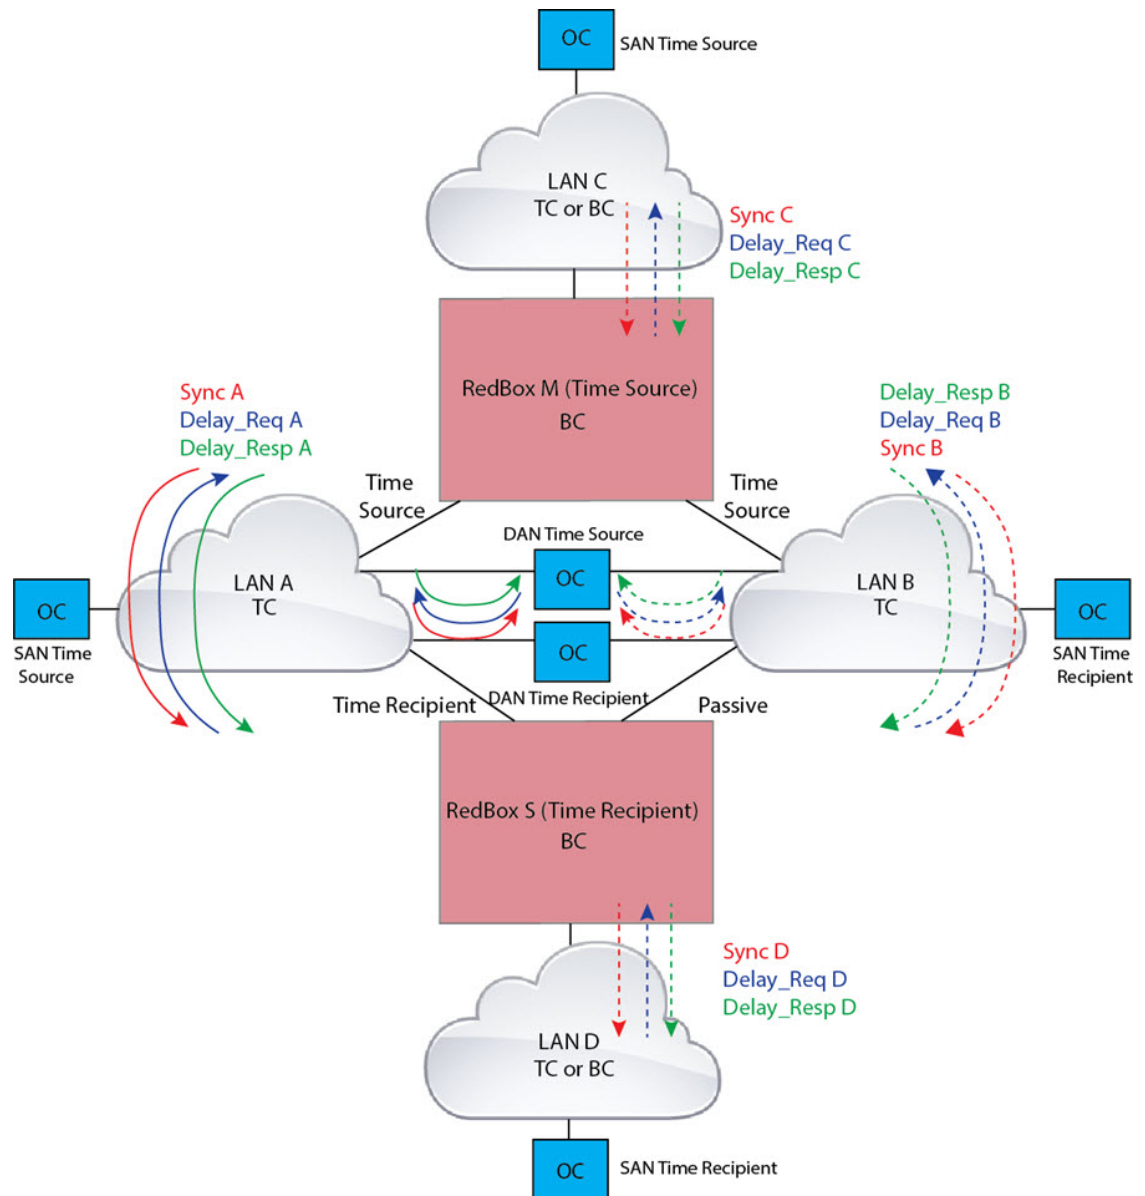 OC
SAN Time Source
LAN C
TC or BC
Sync C
Delay_Req C
Delay_Resp C
RedBox M (Time Source)
BC
Sync A
Delay_Req A
Delay_Resp A
Delay_Resp B
Delay_Req B
Sync B
Time
Source
Time
Source
DAN Time Source
OC
LAN A
TC
LAN B
TC
OC
SAN Time
Source
OC
SAN Time
Recipient
OC
DAN Time Recipient
Time Recipient
Passive
RedBox S (Time Recipient)
BC
Sync D
Delay_Req D
Delay_Resp D
LAN D
TC or BC
OC
SAN Time Recipient